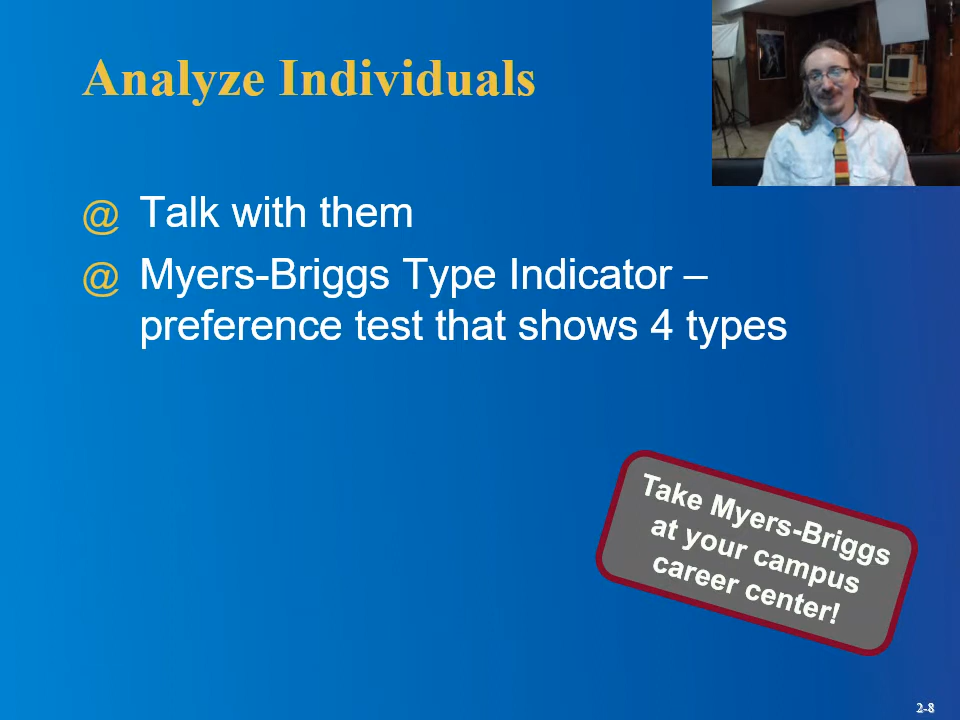 Analyze Individuals
@ Talk with them
@ Myers-Briggs Type Indicator –
preference test that shows 4 types
Take Myers-Briggs
at your campus
career center!
2-8